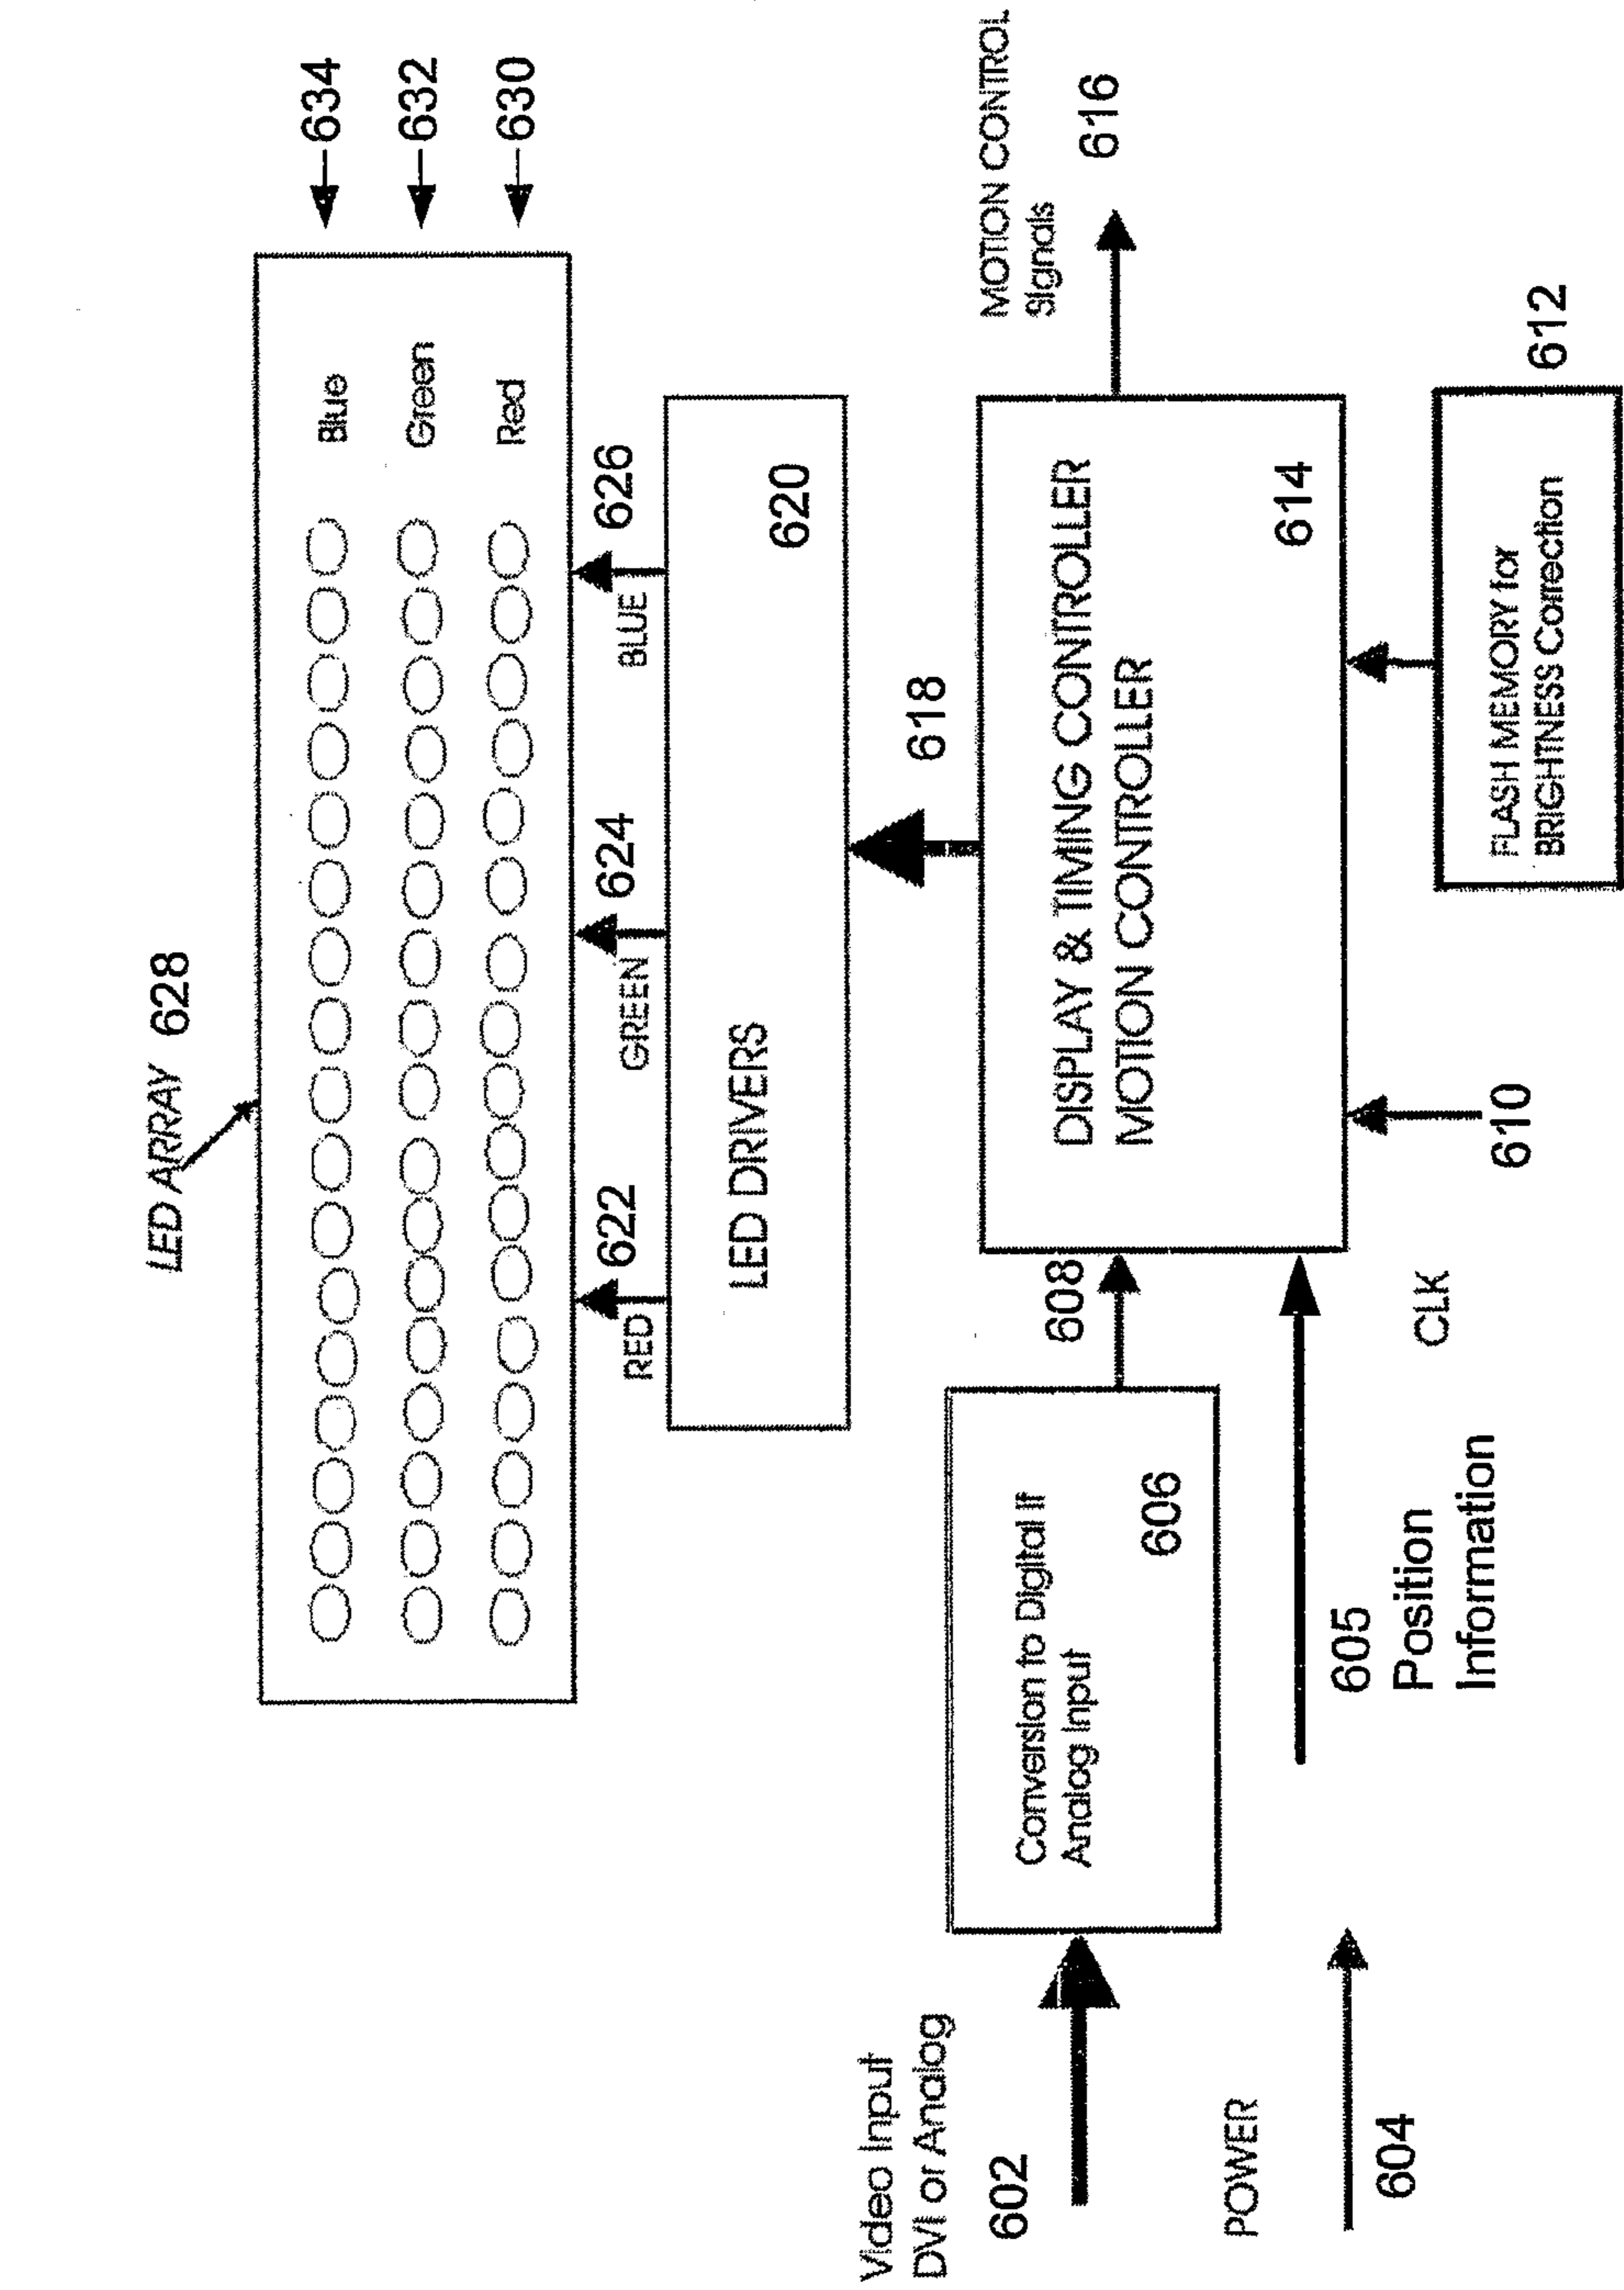 LED ARRAY 628
Blue
634
Green
632
Red
630
RED
622
GREEN
624
BLUE
626
LED DRIVERS
620
618
Video Input
DVI or Analog
602
Conversion to Digital If
Analog Input
606
608
DISPLAY & TIMING CONTROLLER
MOTION CONTROLLER
614
MOTION CONTROL
Signals
616
POWER
604
605
Position
Information
CLK
610
FLASH MEMORY for
BRIGHTNESS Correction
612